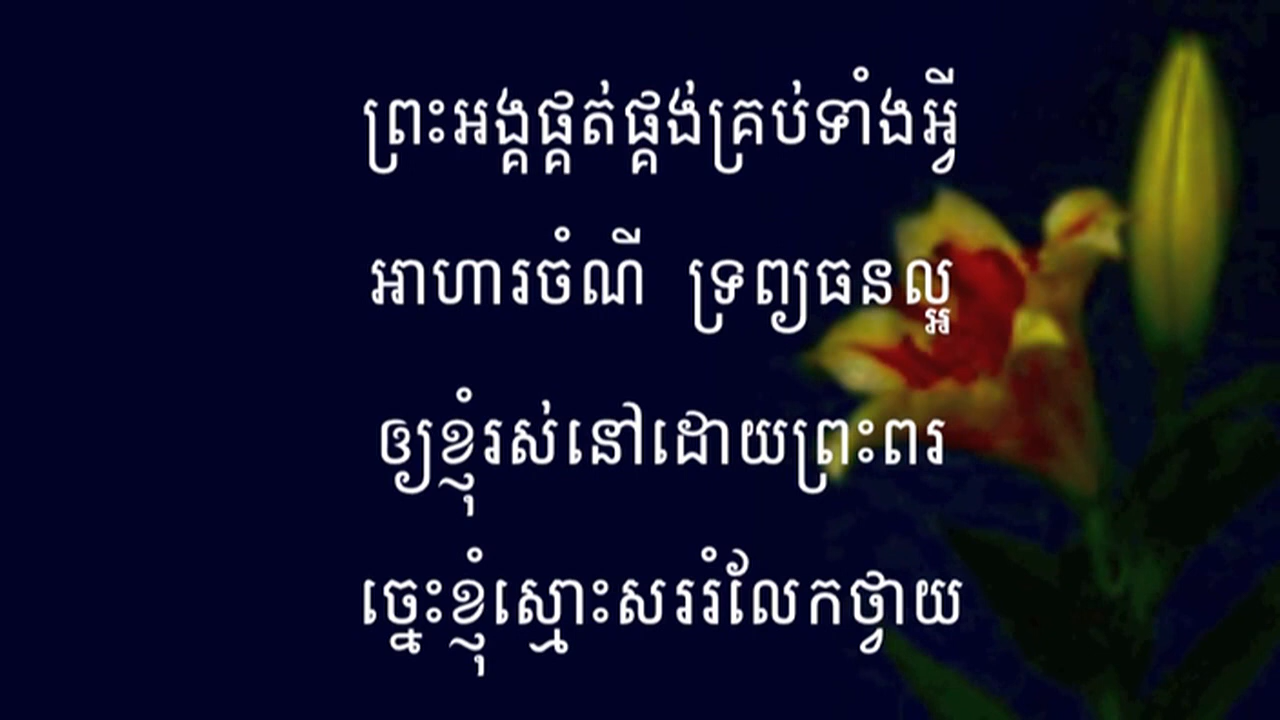 ព្រះអង្គផ្គត់ផ្គង់គ្រប់ទាំងអ្វី
អាហារចំណី ទ្រព្យធនល្អ
ឲ្យខ្ញុំរស់នៅដោយព្រះពរ
ច្នេះខ្ញុំស្មោះសររំលែកថ្វាយ